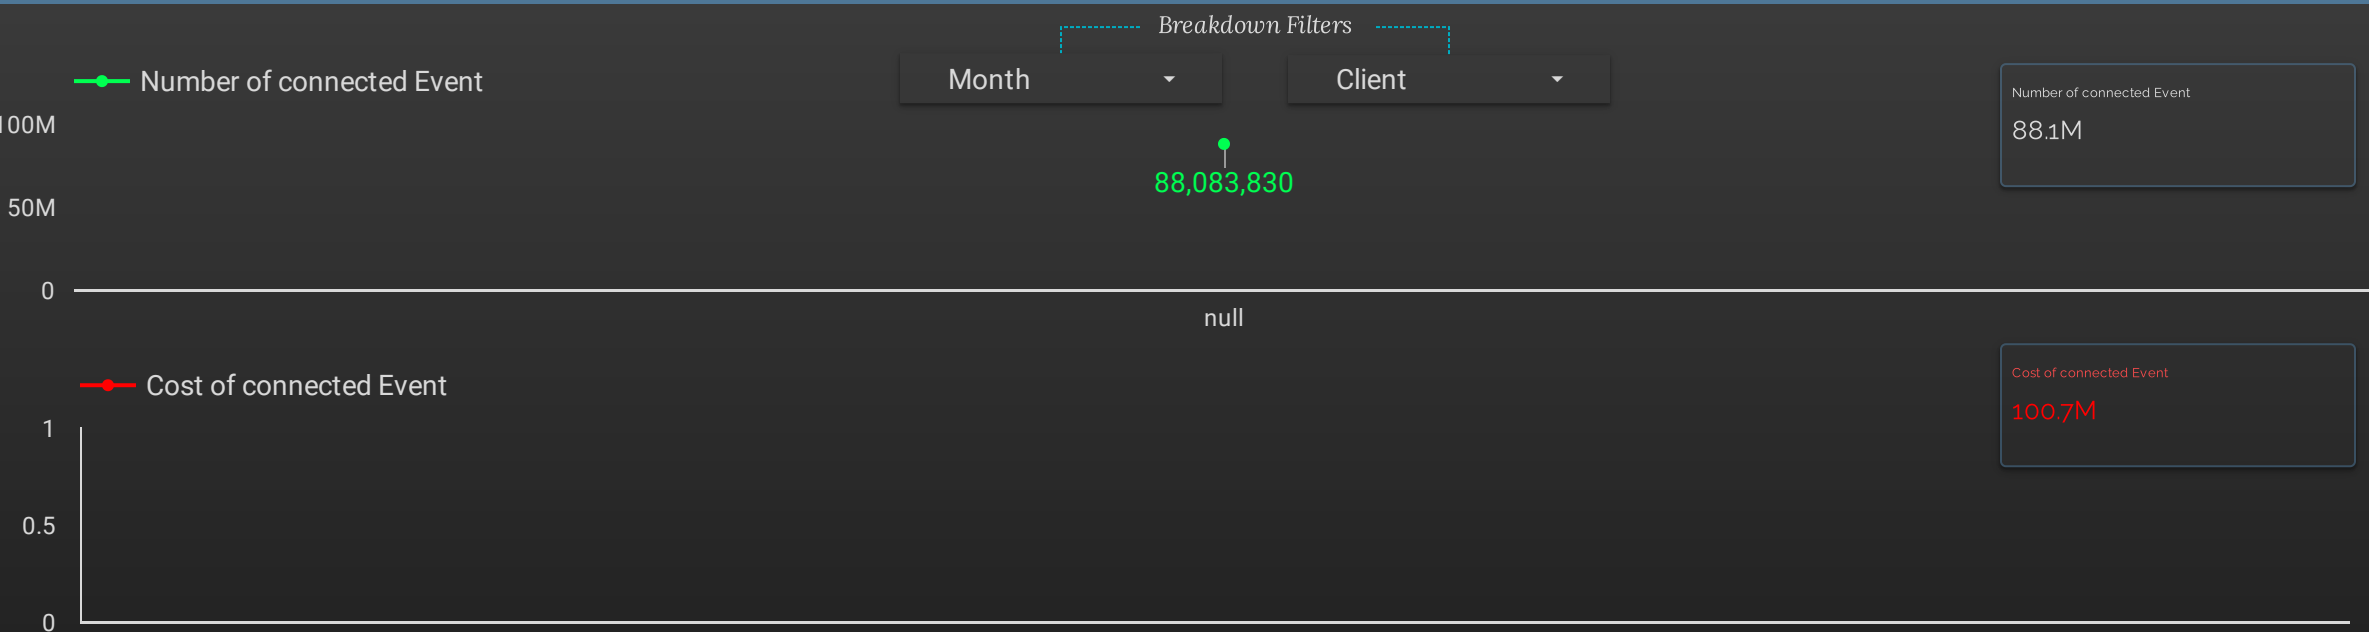 Breakdown Filters
Number of connected Event
Month
Client
Number of connected Event
88.1M
100M
88,083,830
50M
0
null
Cost of connected Event
Cost of connected Event
100.7M
1
0.5
0